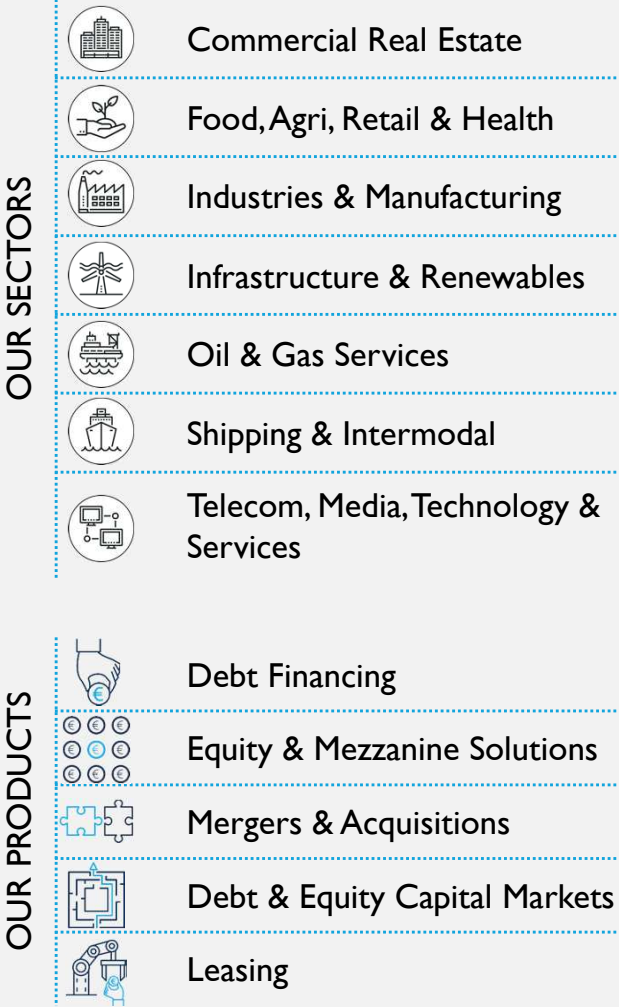 OUR SECTORS
Commercial Real Estate
Food, Agri, Retail & Health
Industries & Manufacturing
Infrastructure & Renewables
Oil & Gas Services
Shipping & Intermodal
Telecom, Media, Technology &
Services
OUR PRODUCTS
Debt Financing
€
Equity & Mezzanine Solutions
€ € €
€ € €
€ € €
Mergers & Acquisitions
Debt & Equity Capital Markets
Leasing
€